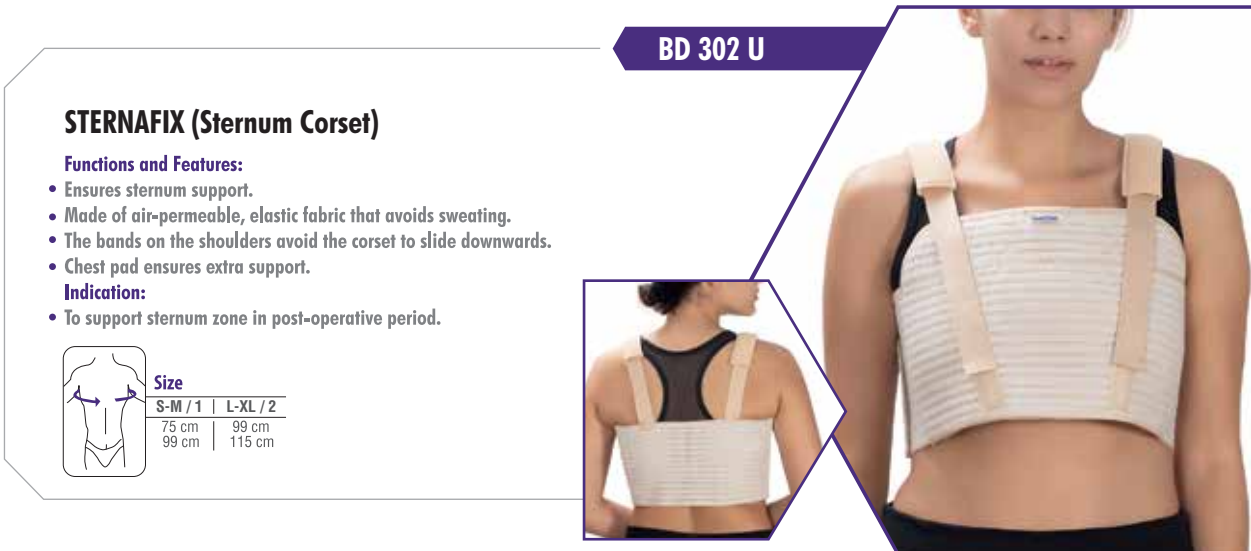 BD 302 U
STERNAFIX (Sternum Corset)
Functions and Features:
• Ensures sternum support.
• Made of air-permeable, elastic fabric that avoids sweating.
• The bands on the shoulders avoid the corset to slide downwards.
• Chest pad ensures extra support.
Indication:
• To support sternum zone in post-operative period.
Size
S-M / 1 | L-XL / 2
75 cm | 99 cm
99 cm | 115 cm